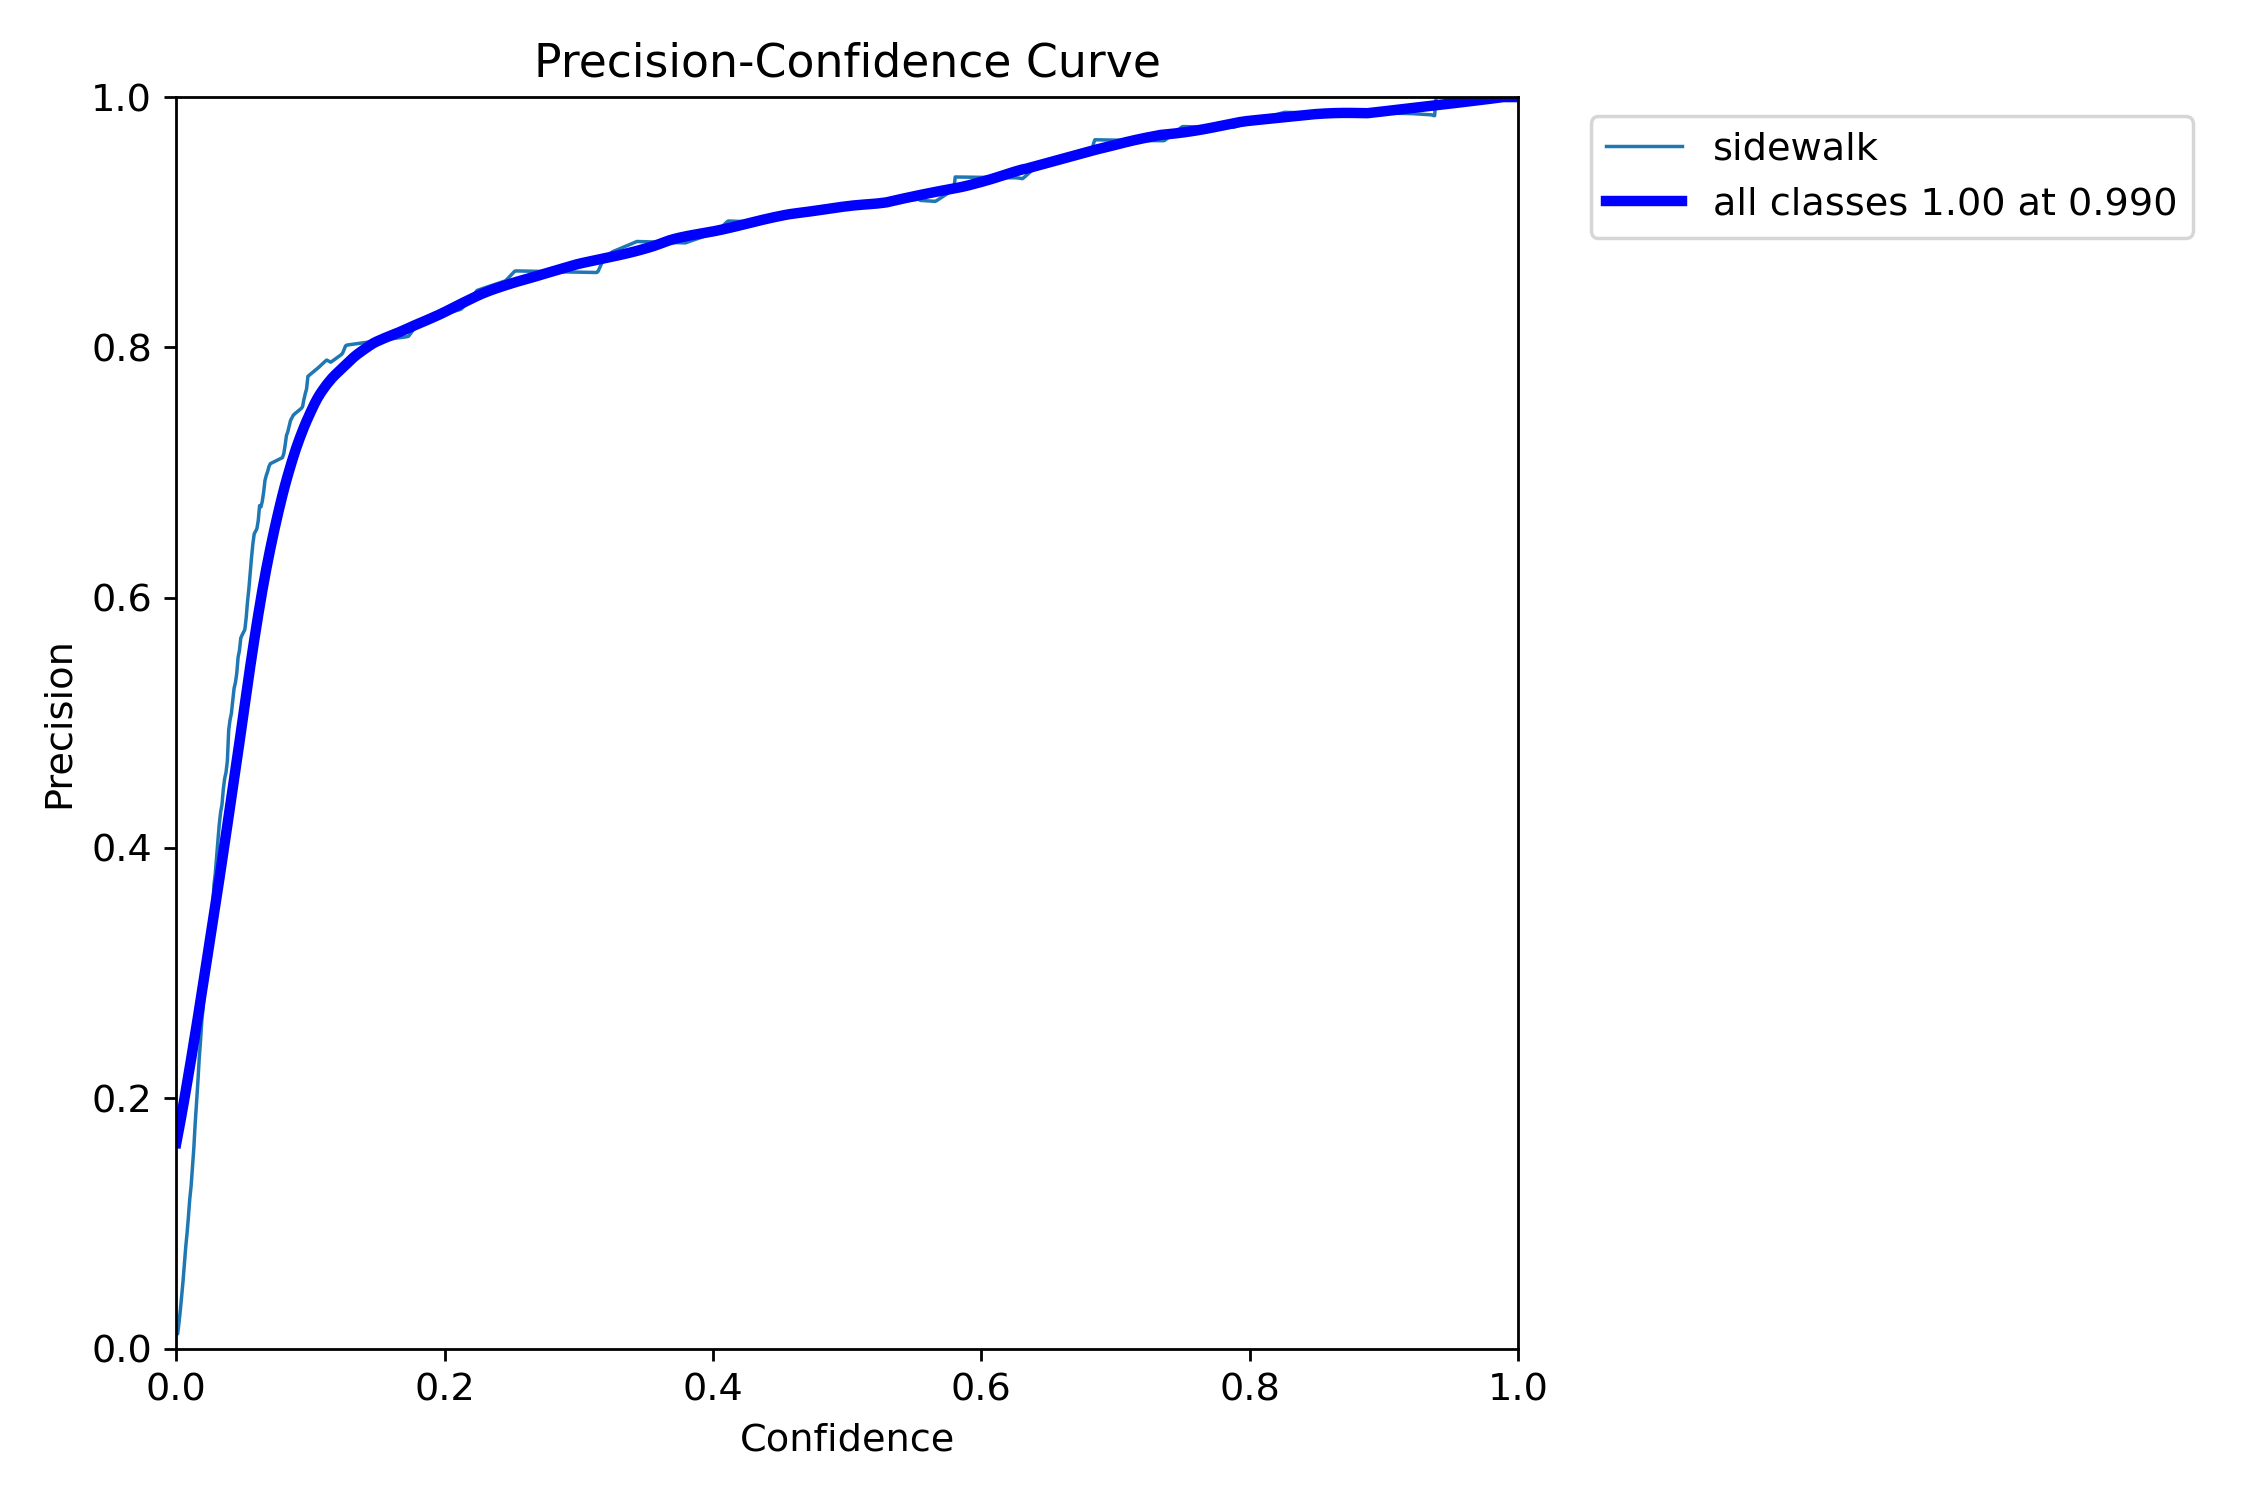 Precision-Confidence Curve
1.0
0.8
0.6
0.4
0.2
0.0
Precision
0.0 0.2 0.4 0.6 0.8 1.0
Confidence
sidewalk
all classes 1.00 at 0.990